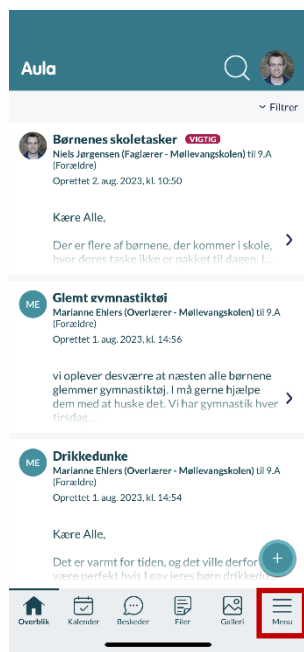 Aula
Filtrer
Børnenes skoletasker VIGTIG
Niels Jørgensen (Faglærer - Møllevangskolen) til 9.A
(Forældre)
Oprettet 2. aug. 2023, kl. 10:50
Kære Alle,
Der er flere af børnene, der kommer i skole,
hvor deres taske ikke er pakket til dagen. I...
ME
Glemt gymnastiktøj
Marianne Ehlers (Overlærer - Møllevangskolen) til 9.A
(Forældre)
Oprettet 1. aug. 2023, kl. 14:56
vi oplever desværre at næsten alle børnene
glemmer gymnastiktøj. I må gerne hjælpe
dem med at huske det. Vi har gymnastik hver
tirsdag....
ME
Drikkedunke
Marianne Ehlers (Overlærer - Møllevangskolen) til 9.A
(Forældre)
Oprettet 1. aug. 2023, kl. 14:54
Kære Alle,
Det er varmt for tiden, og det ville derfor
være perfekt hvis I gav jeres børn
Overblik Kalender Beskeder Filer Galleri Menu